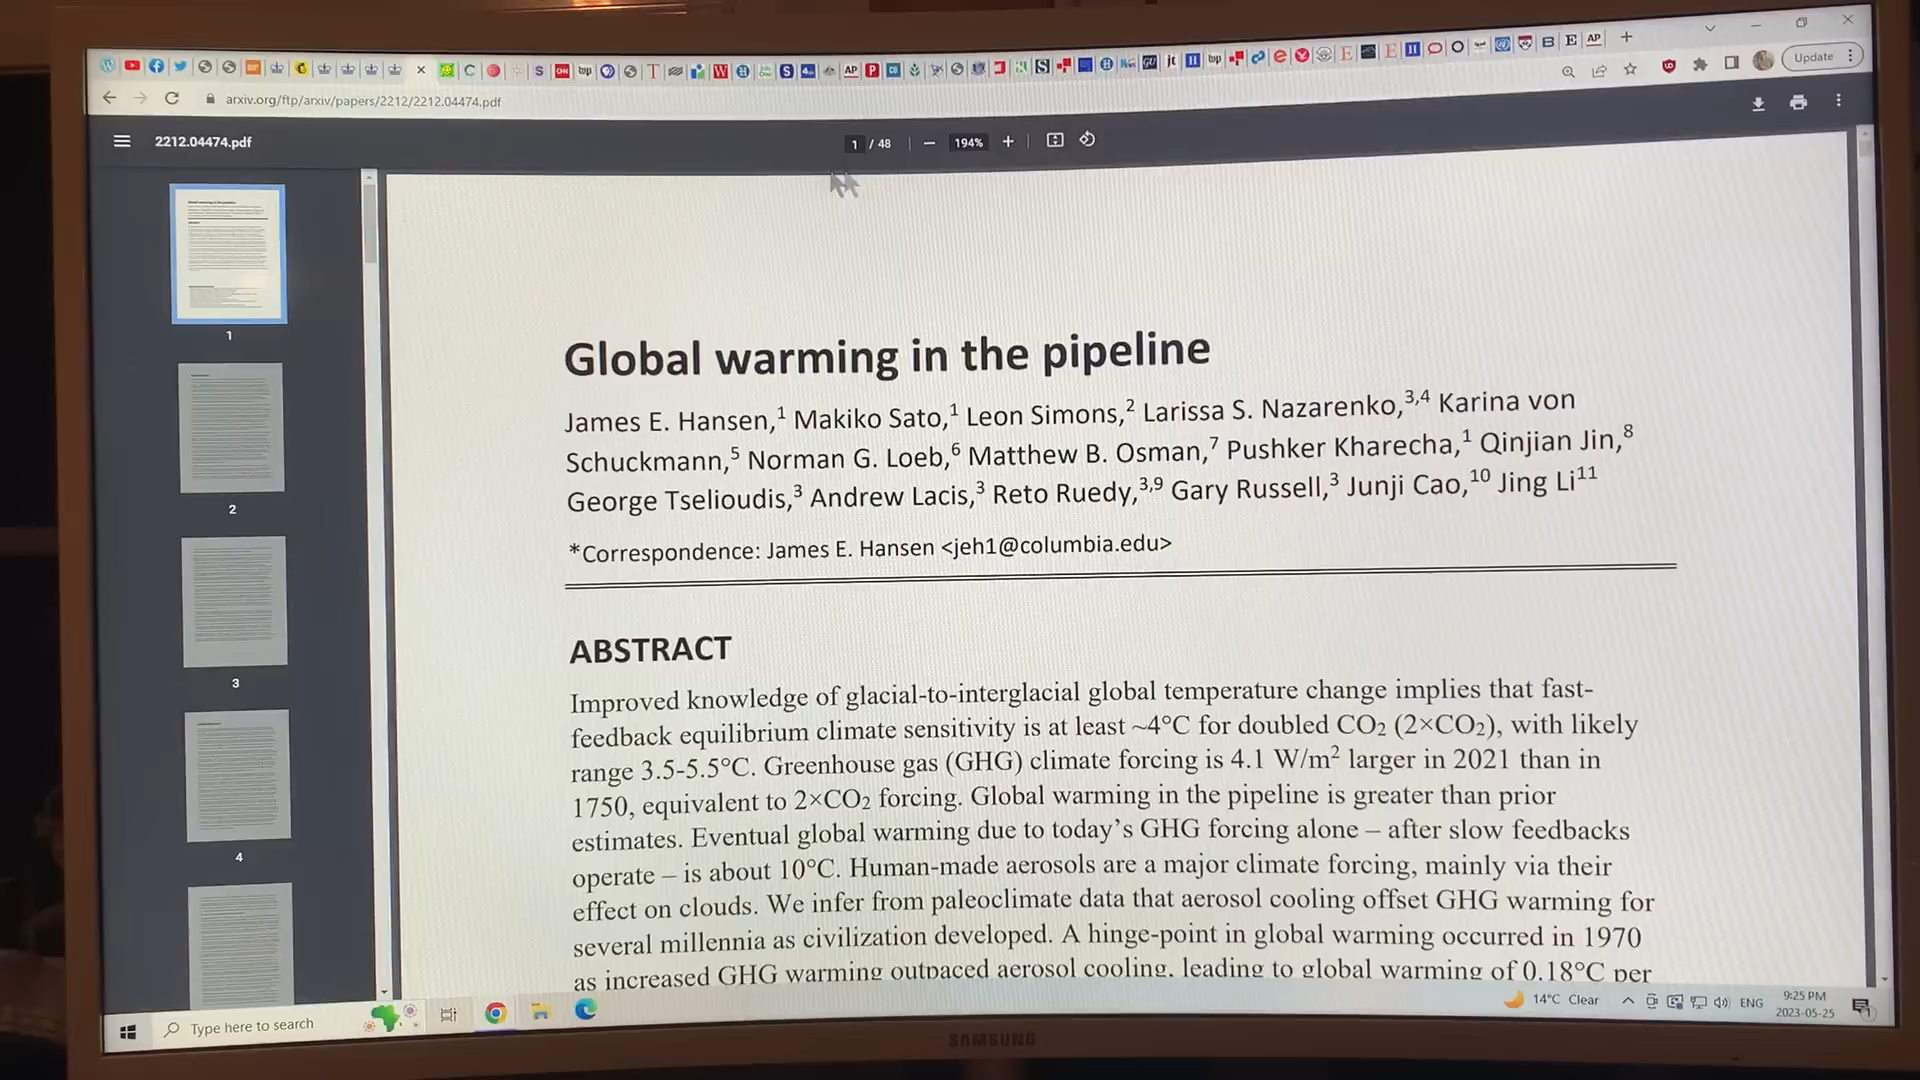 arxiv.org/ftp/arxiv/papers/2212/2212.04474.pdf
Update
2212.04474.pdf
1 / 48
194%
Global warming in the pipeline
James E. Hansen,1 Makiko Sato,1 Leon Simons,2 Larissa S. Nazarenko,3,4 Karina von
Schuckmann,5 Norman G. Loeb,6 Matthew B. Osman,7 Pushker Kharecha,1 Qinjian Jin,8
George Tselioudis,3 Andrew Lacis,3 Reto Ruedy,3,9 Gary Russell,3 Junji Cao,10 Jing Li11
*Correspondence: James E. Hansen <jeh1@columbia.edu>
ABSTRACT
Improved knowledge of glacial-to-interglacial global temperature change implies that fast-
feedback equilibrium climate sensitivity is at least ~4°C for doubled CO2 (2×CO2), with likely
range 3.5-5.5°C. Greenhouse gas (GHG) climate forcing is 4.1 W/m2 larger in 2021 than in
1750, equivalent to 2×CO2 forcing. Global warming in the pipeline is greater than prior
estimates. Eventual global warming due to today's GHG forcing alone – after slow feedbacks
operate – is about 10°C. Human-made aerosols are a major climate forcing, mainly via their
effect on clouds. We infer from paleoclimate data that aerosol cooling offset GHG warming for
several millennia as civilization developed. A hinge-point in global warming occurred in 1970
as increased GHG warming outpaced aerosol cooling, leading to global warming of 0.18°C per
1
2
3
4
Type here to search
14°C Clear
ENG
9:25 PM
2023-05-25
SAMSUNG